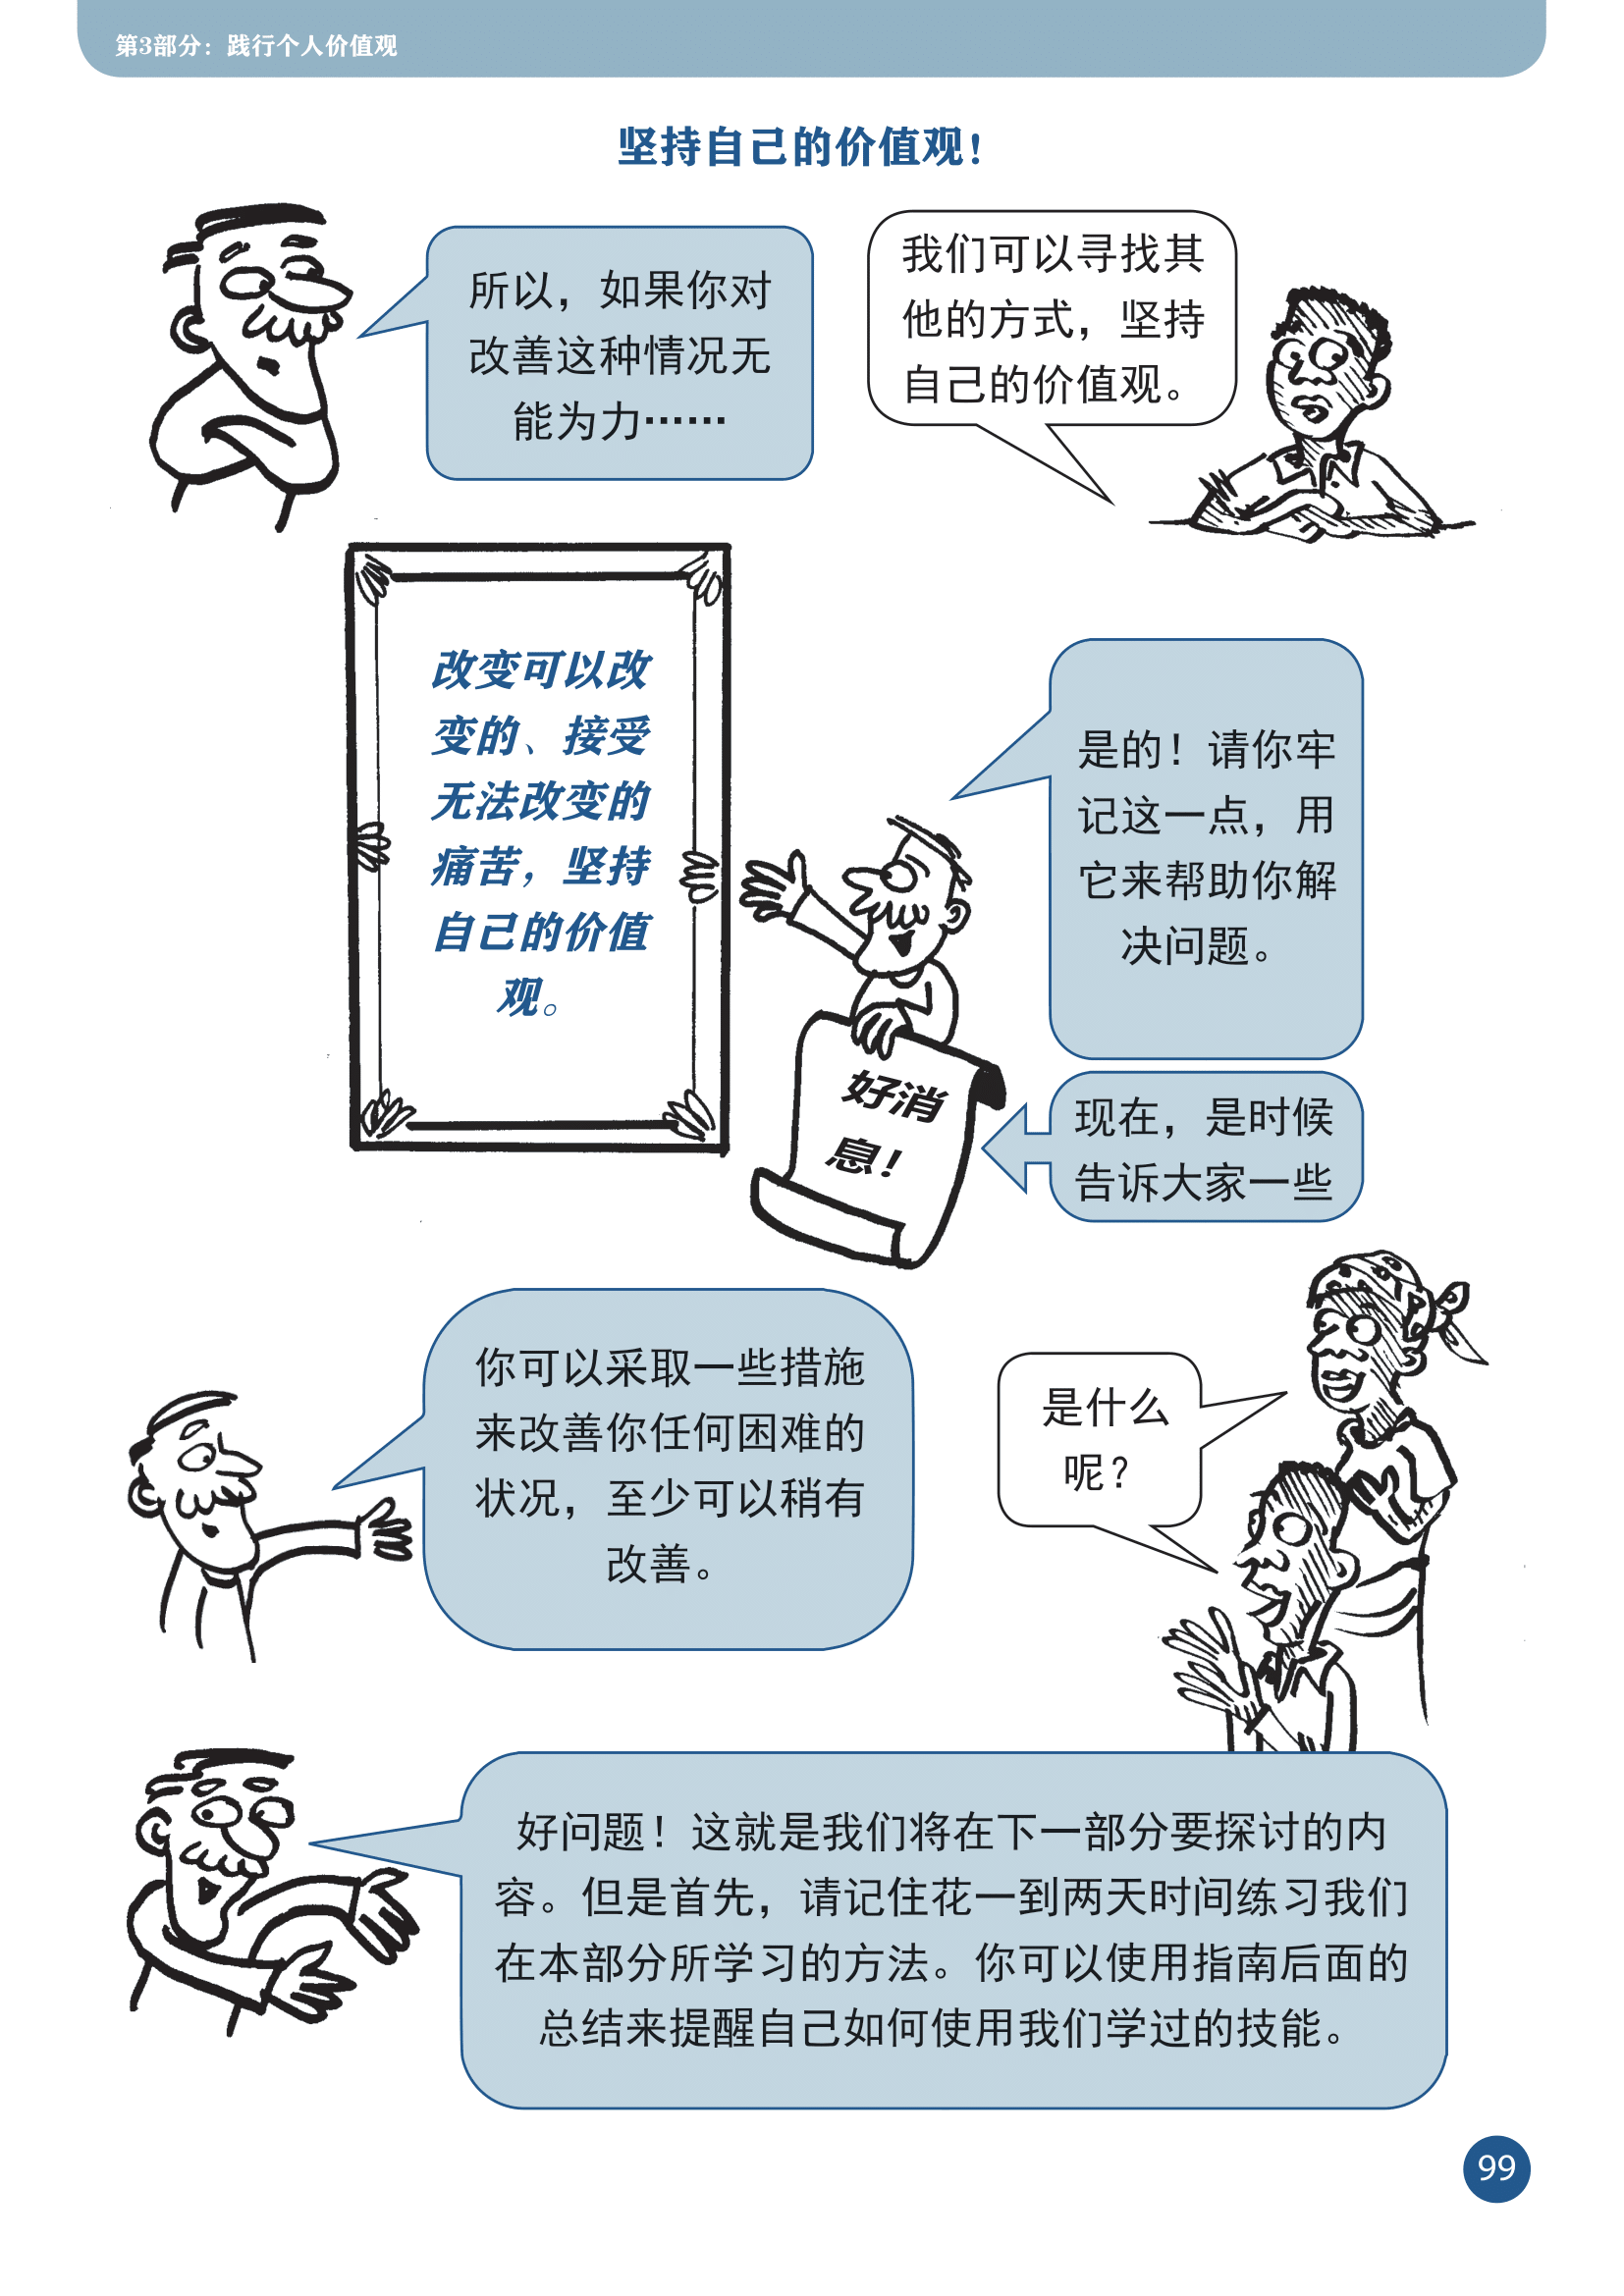 第3部分：践行个人价值观
坚持自己的价值观！
所以，如果你对
改善这种情况无
能为力……
我们可以寻找其
他的方式，坚持
自己的价值观。
改变可以改
变的、接受
无法改变的
痛苦，坚持
自己的价值
观。
是的！请你牢
记这一点，用
它来帮助你解
决问题。
现在，是时候
告诉大家一些
好消
息！
你可以采取一些措施
来改善你任何困难的
状况，至少可以稍有
改善。
是什么
呢？
好问题！这就是我们将在下一部分要探讨的内
容。但是首先，请记住花一到两天时间练习我们
在本部分所学习的方法。你可以使用指南后面的
总结来提醒自己如何使用我们学过的技能。
99